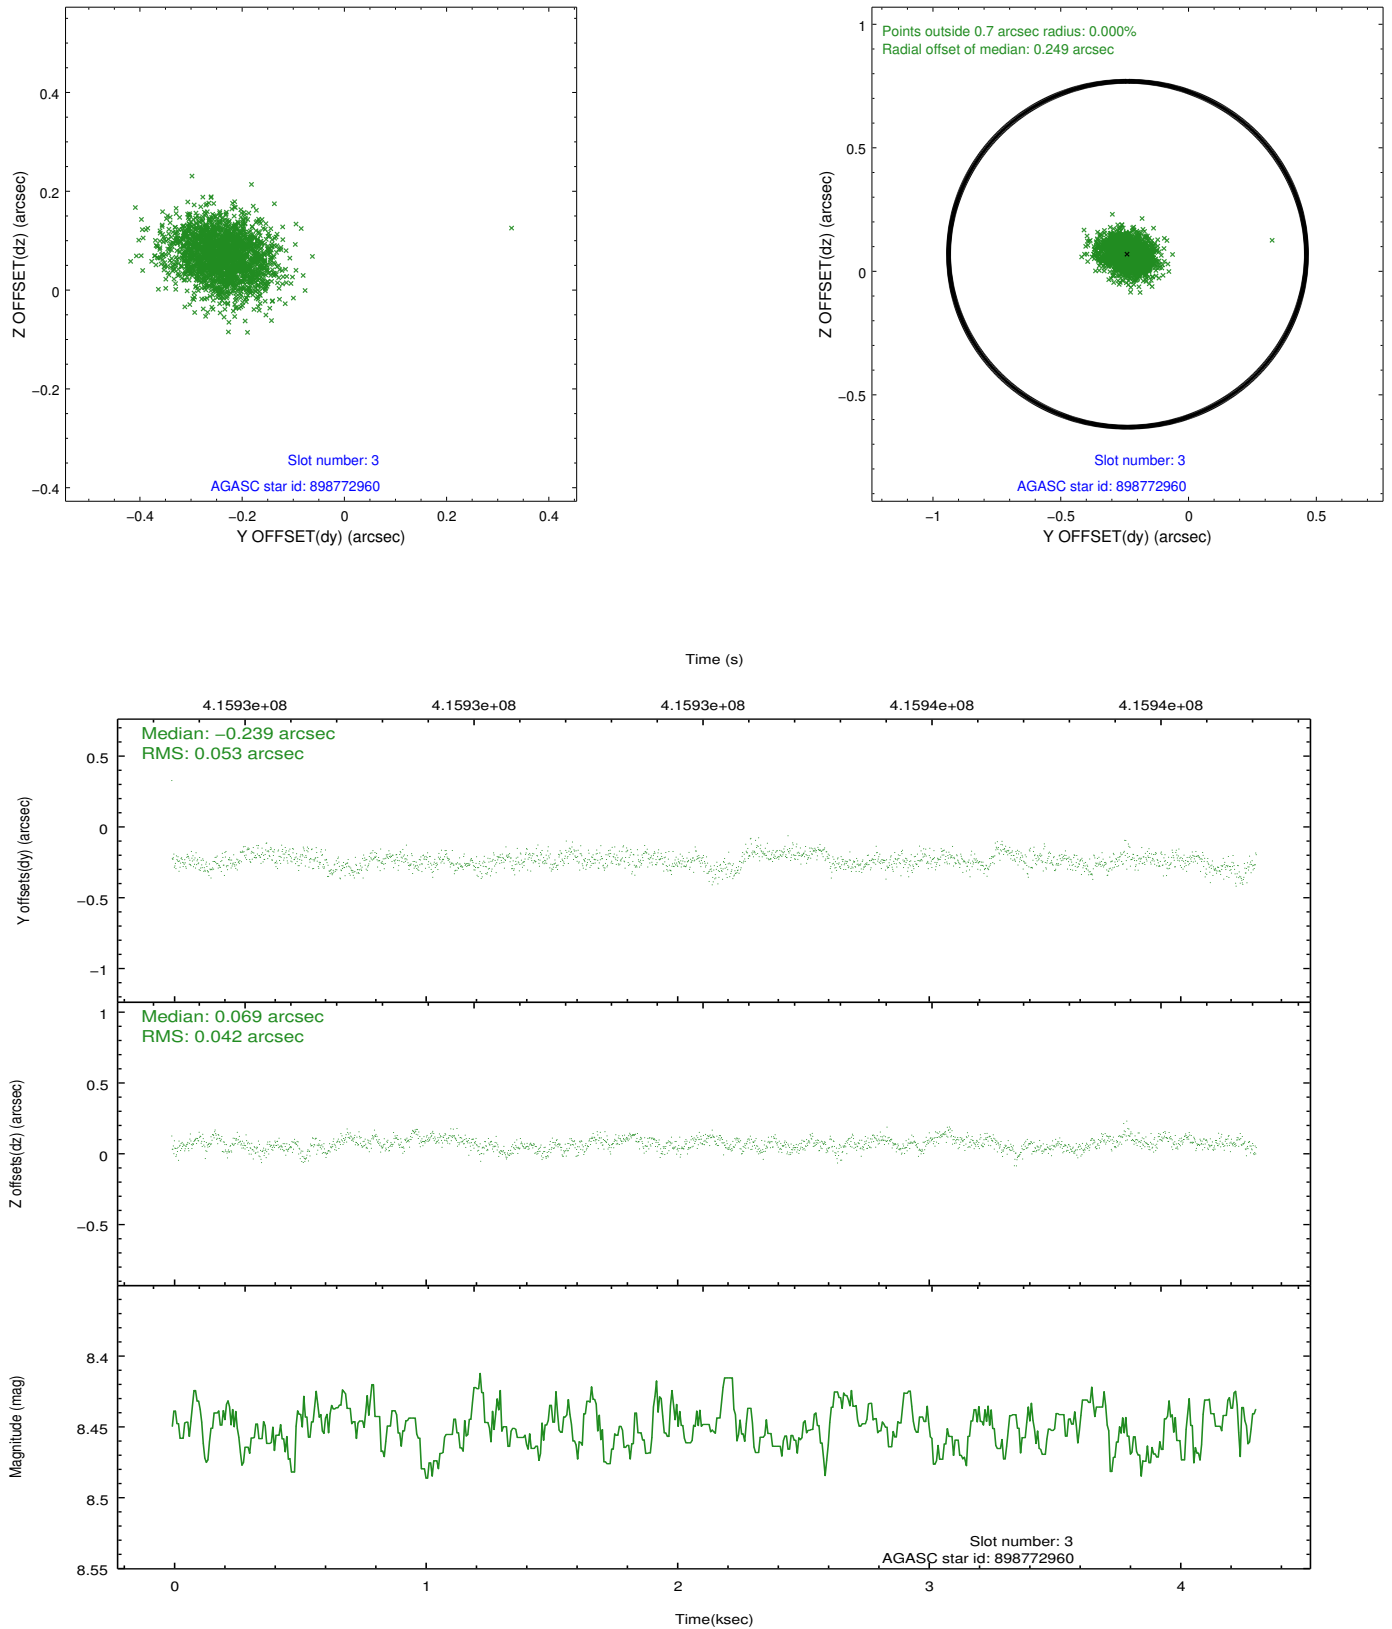 0.4
0.2
0
−0.2
−0.4
Z OFFSET(dz) (arcsec)
Slot number: 3
AGASC star id: 898772960
−0.4 −0.2 0 0.2 0.4
Y OFFSET(dy) (arcsec)
Points outside 0.7 arcsec radius: 0.000%
Radial offset of median: 0.249 arcsec
1
0.5
0
−0.5
Z OFFSET(dz) (arcsec)
Slot number: 3
AGASC star id: 898772960
−1 −0.5 0 0.5
Y OFFSET(dy) (arcsec)
Time (s)
4.1593e+08 4.1593e+08 4.1593e+08 4.1594e+08 4.1594e+08
Median: −0.239 arcsec
RMS: 0.053 arcsec
0.5
0
−0.5
−1
Y offsets(dy) (arcsec)
Median: 0.069 arcsec
RMS: 0.042 arcsec
1
0.5
0
−0.5
Z offsets(dz) (arcsec)
8.4
8.45
8.5
8.55
Magnitude (mag)
Slot number: 3
AGASC star id: 898772960
0 1 2 3 4
Time(ksec)